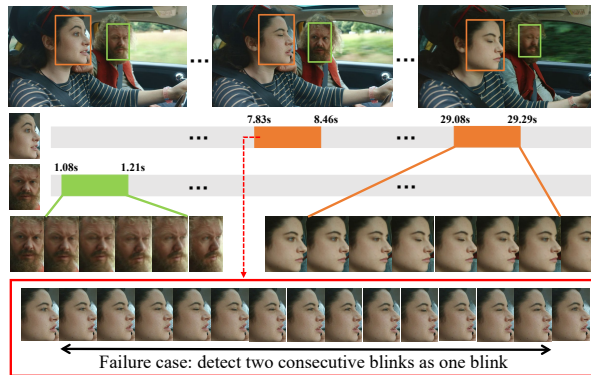 7.83s 8.46s 29.08s 29.29s
1.08s 1.21s
Failure case: detect two consecutive blinks as one blink